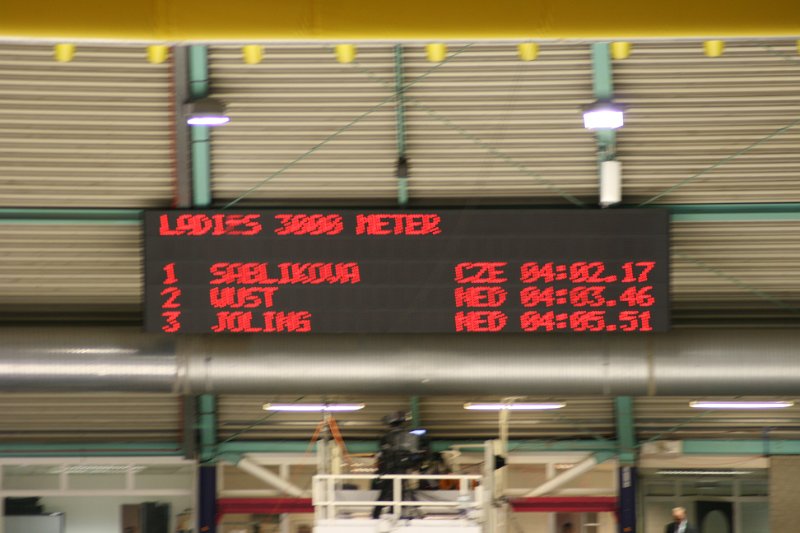 LADIES 3000 METER
1 SABLIKOVA CZE 04:02.17
2 WUST NED 04:03.46
3 JOLING NED 04:05.51